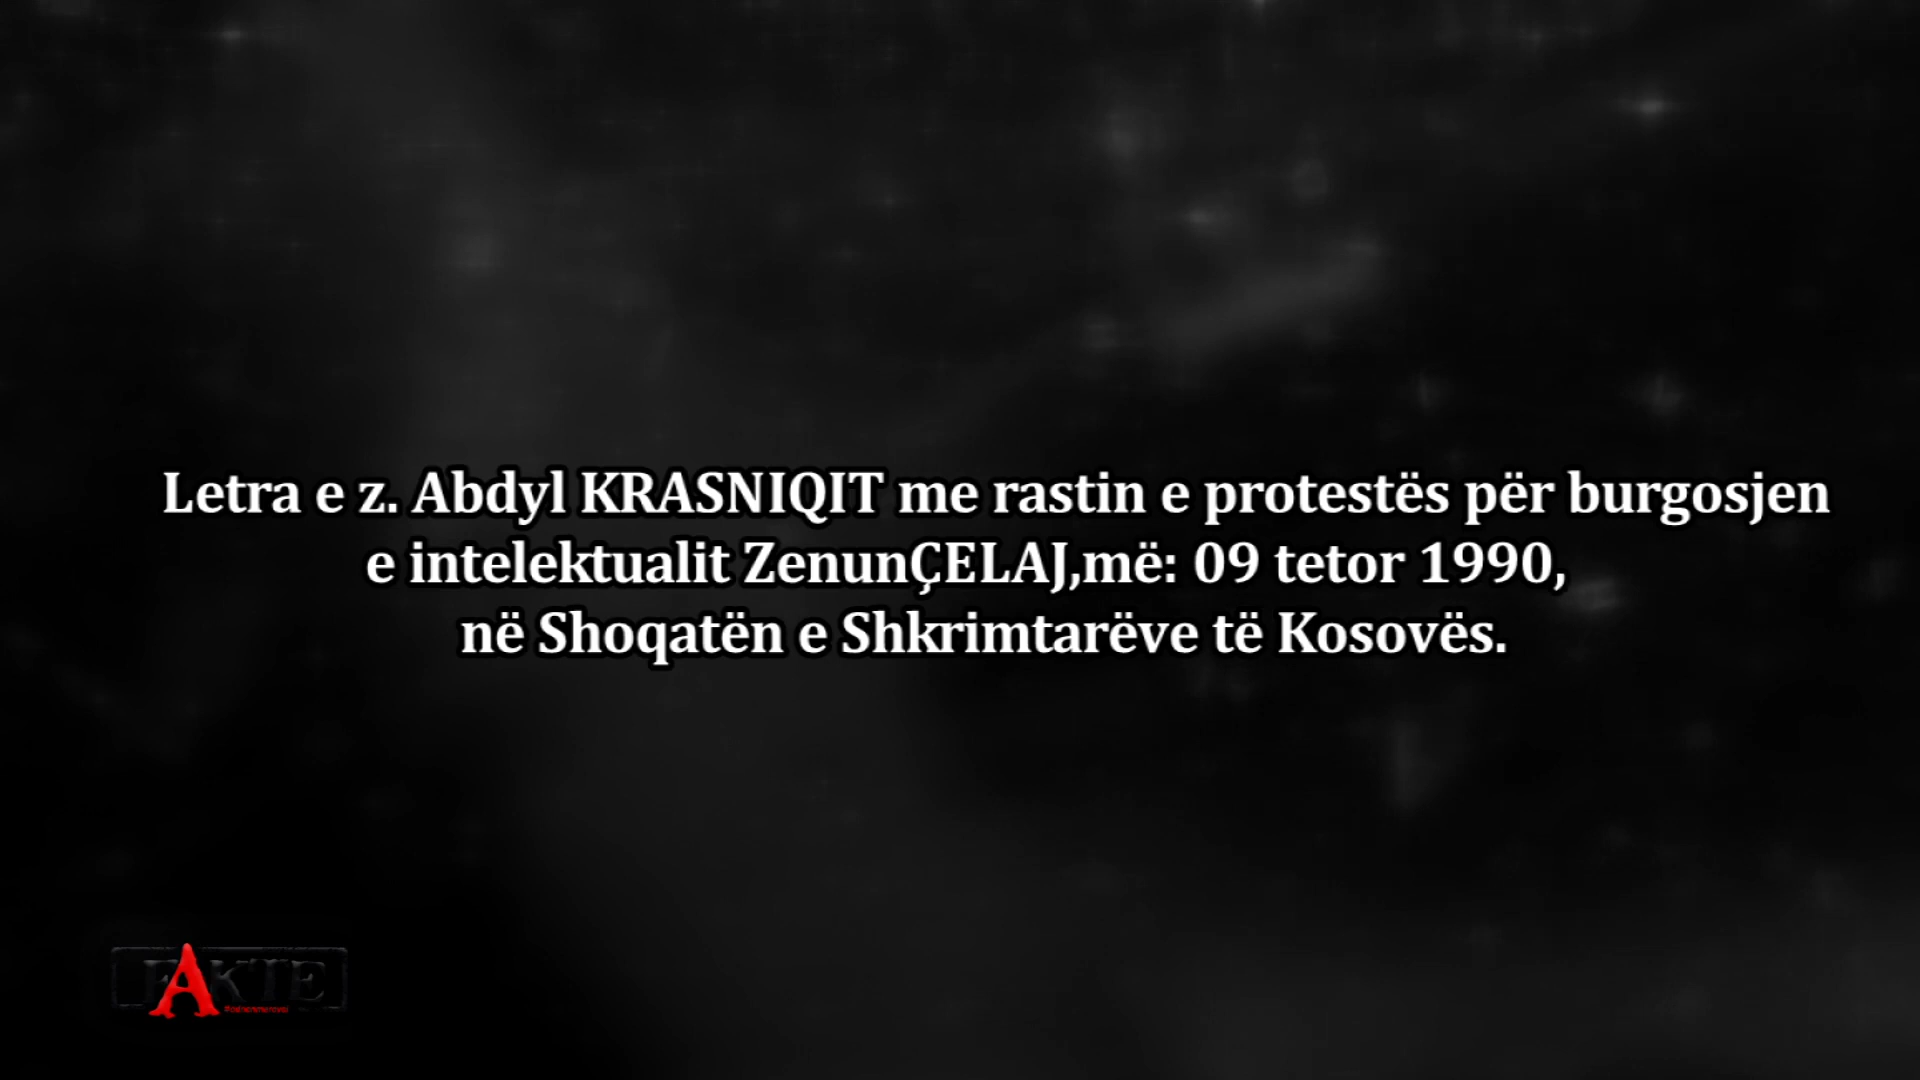 Letra e z. Abdyl KRASNIQIT me rastin e protestës për burgosjen
e intelektualit ZenunÇELAJ,më: 09 tetor 1990,
në Shoqatën e Shkrimtarëve të Kosovës.
FAKTE